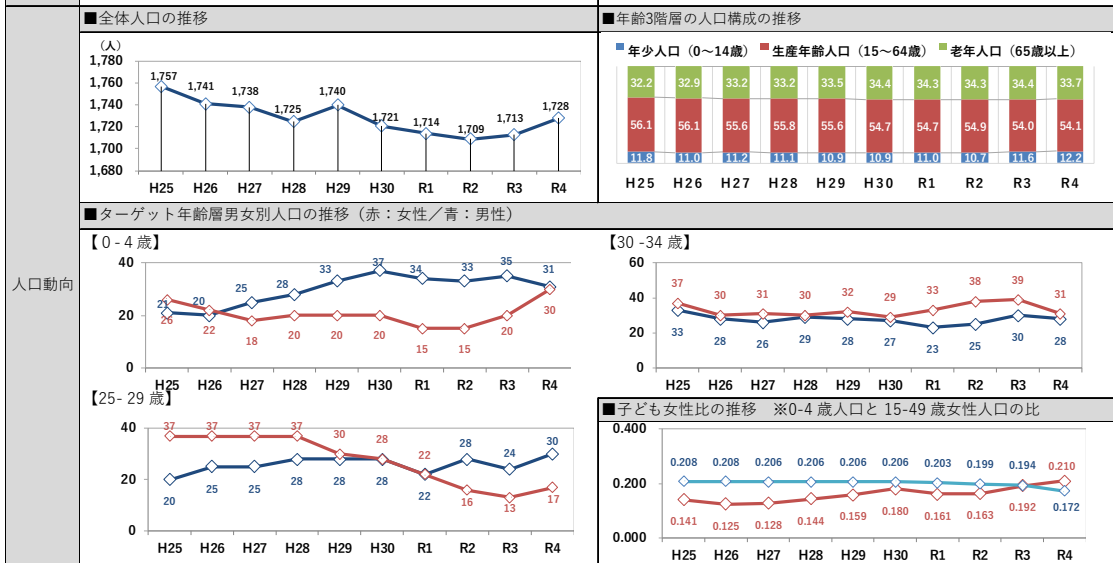 人口動向
■全体人口の推移
（人）
1,780
1,760
1,740
1,720
1,700
1,680
1,757
1,741
1,738
1,725
1,740
1,721
1,714
1,709
1,713
1,728
H25 H26 H27 H28 H29 H30 R1 R2 R3 R4
■年齢3階層の人口構成の推移
年少人口（0～14歳） 生産年齢人口（15～64歳） 老年人口（65歳以上）
32.2 32.9 33.2 33.2 33.5 34.4 34.3 34.3 34.4 33.7
56.1 56.1 55.6 55.8 55.6 54.7 54.7 54.9 54.0 54.1
11.8 11.0 11.2 11.1 10.9 10.9 11.0 10.7 11.6 12.2
H25 H26 H27 H28 H29 H30 R1 R2 R3 R4
■ターゲット年齢層男女別人口の推移（赤：女性／青：男性）
【 0 - 4 歳】
40
20
0
21 20 25 28 33 37 34 33 35 31
26 22 18 20 20 20 15 15 20 30
H25 H26 H27 H28 H29 H30 R1 R2 R3 R4
【30 -34 歳】
60
40
20
0
37 30 31 30 32 29 33 38 39 31
33 28 26 29 28 27 23 25 30 28
H25 H26 H27 H28 H29 H30 R1 R2 R3 R4
【25- 29 歳】
40
20
0
37 37 37 37 30 28 22 16 13 17
20 25 25 28 28 28 22 28 24 30
H25 H26 H27 H28 H29 H30 R1 R2 R3 R4
■子ども女性比の推移　※0-4 歳人口と 15-49 歳女性人口の比
0.400
0.200
0.000
0.208 0.208 0.206 0.206 0.206 0.206 0.203 0.199 0.194 0.210
0.141 0.125 0.128 0.144 0.159 0.180 0.161 0.163 0.192 0.172
H25 H26 H27 H28 H29 H30 R1 R2 R3 R4